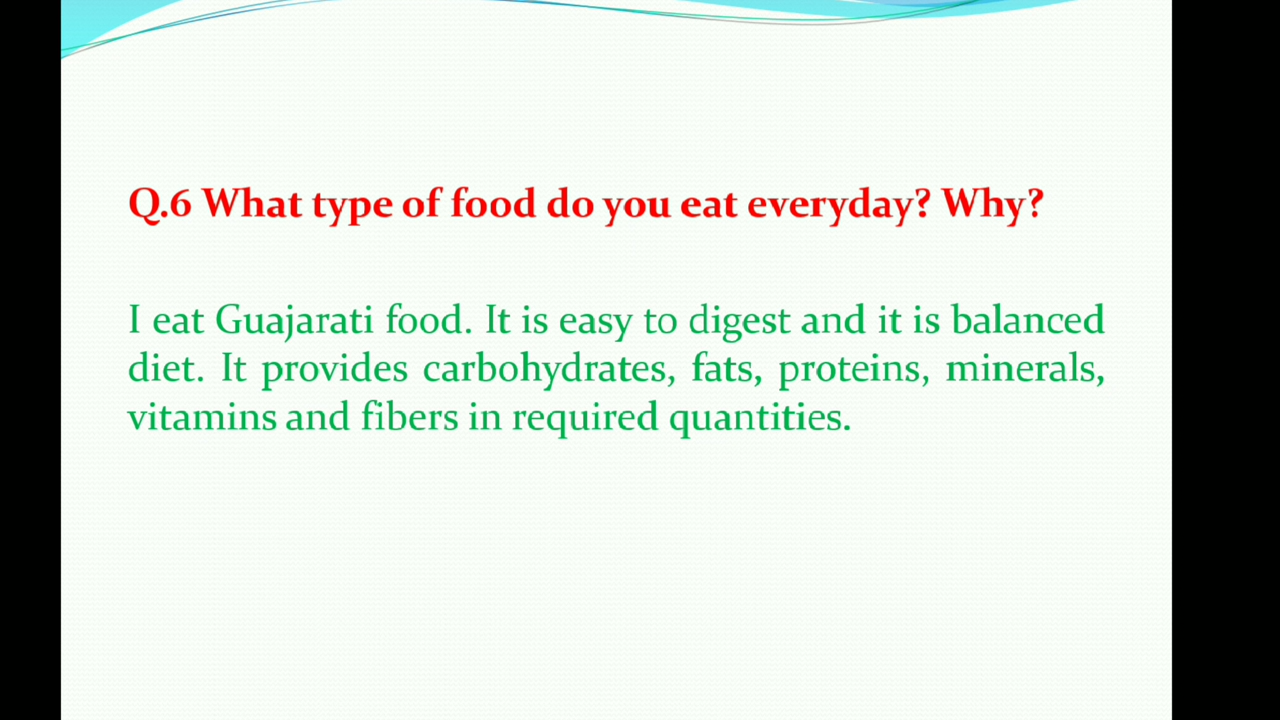 Q.6 What type of food do you eat everyday? Why?
I eat Guajarati food. It is easy to digest and it is balanced
diet. It provides carbohydrates, fats, proteins, minerals,
vitamins and fibers in required quantities.